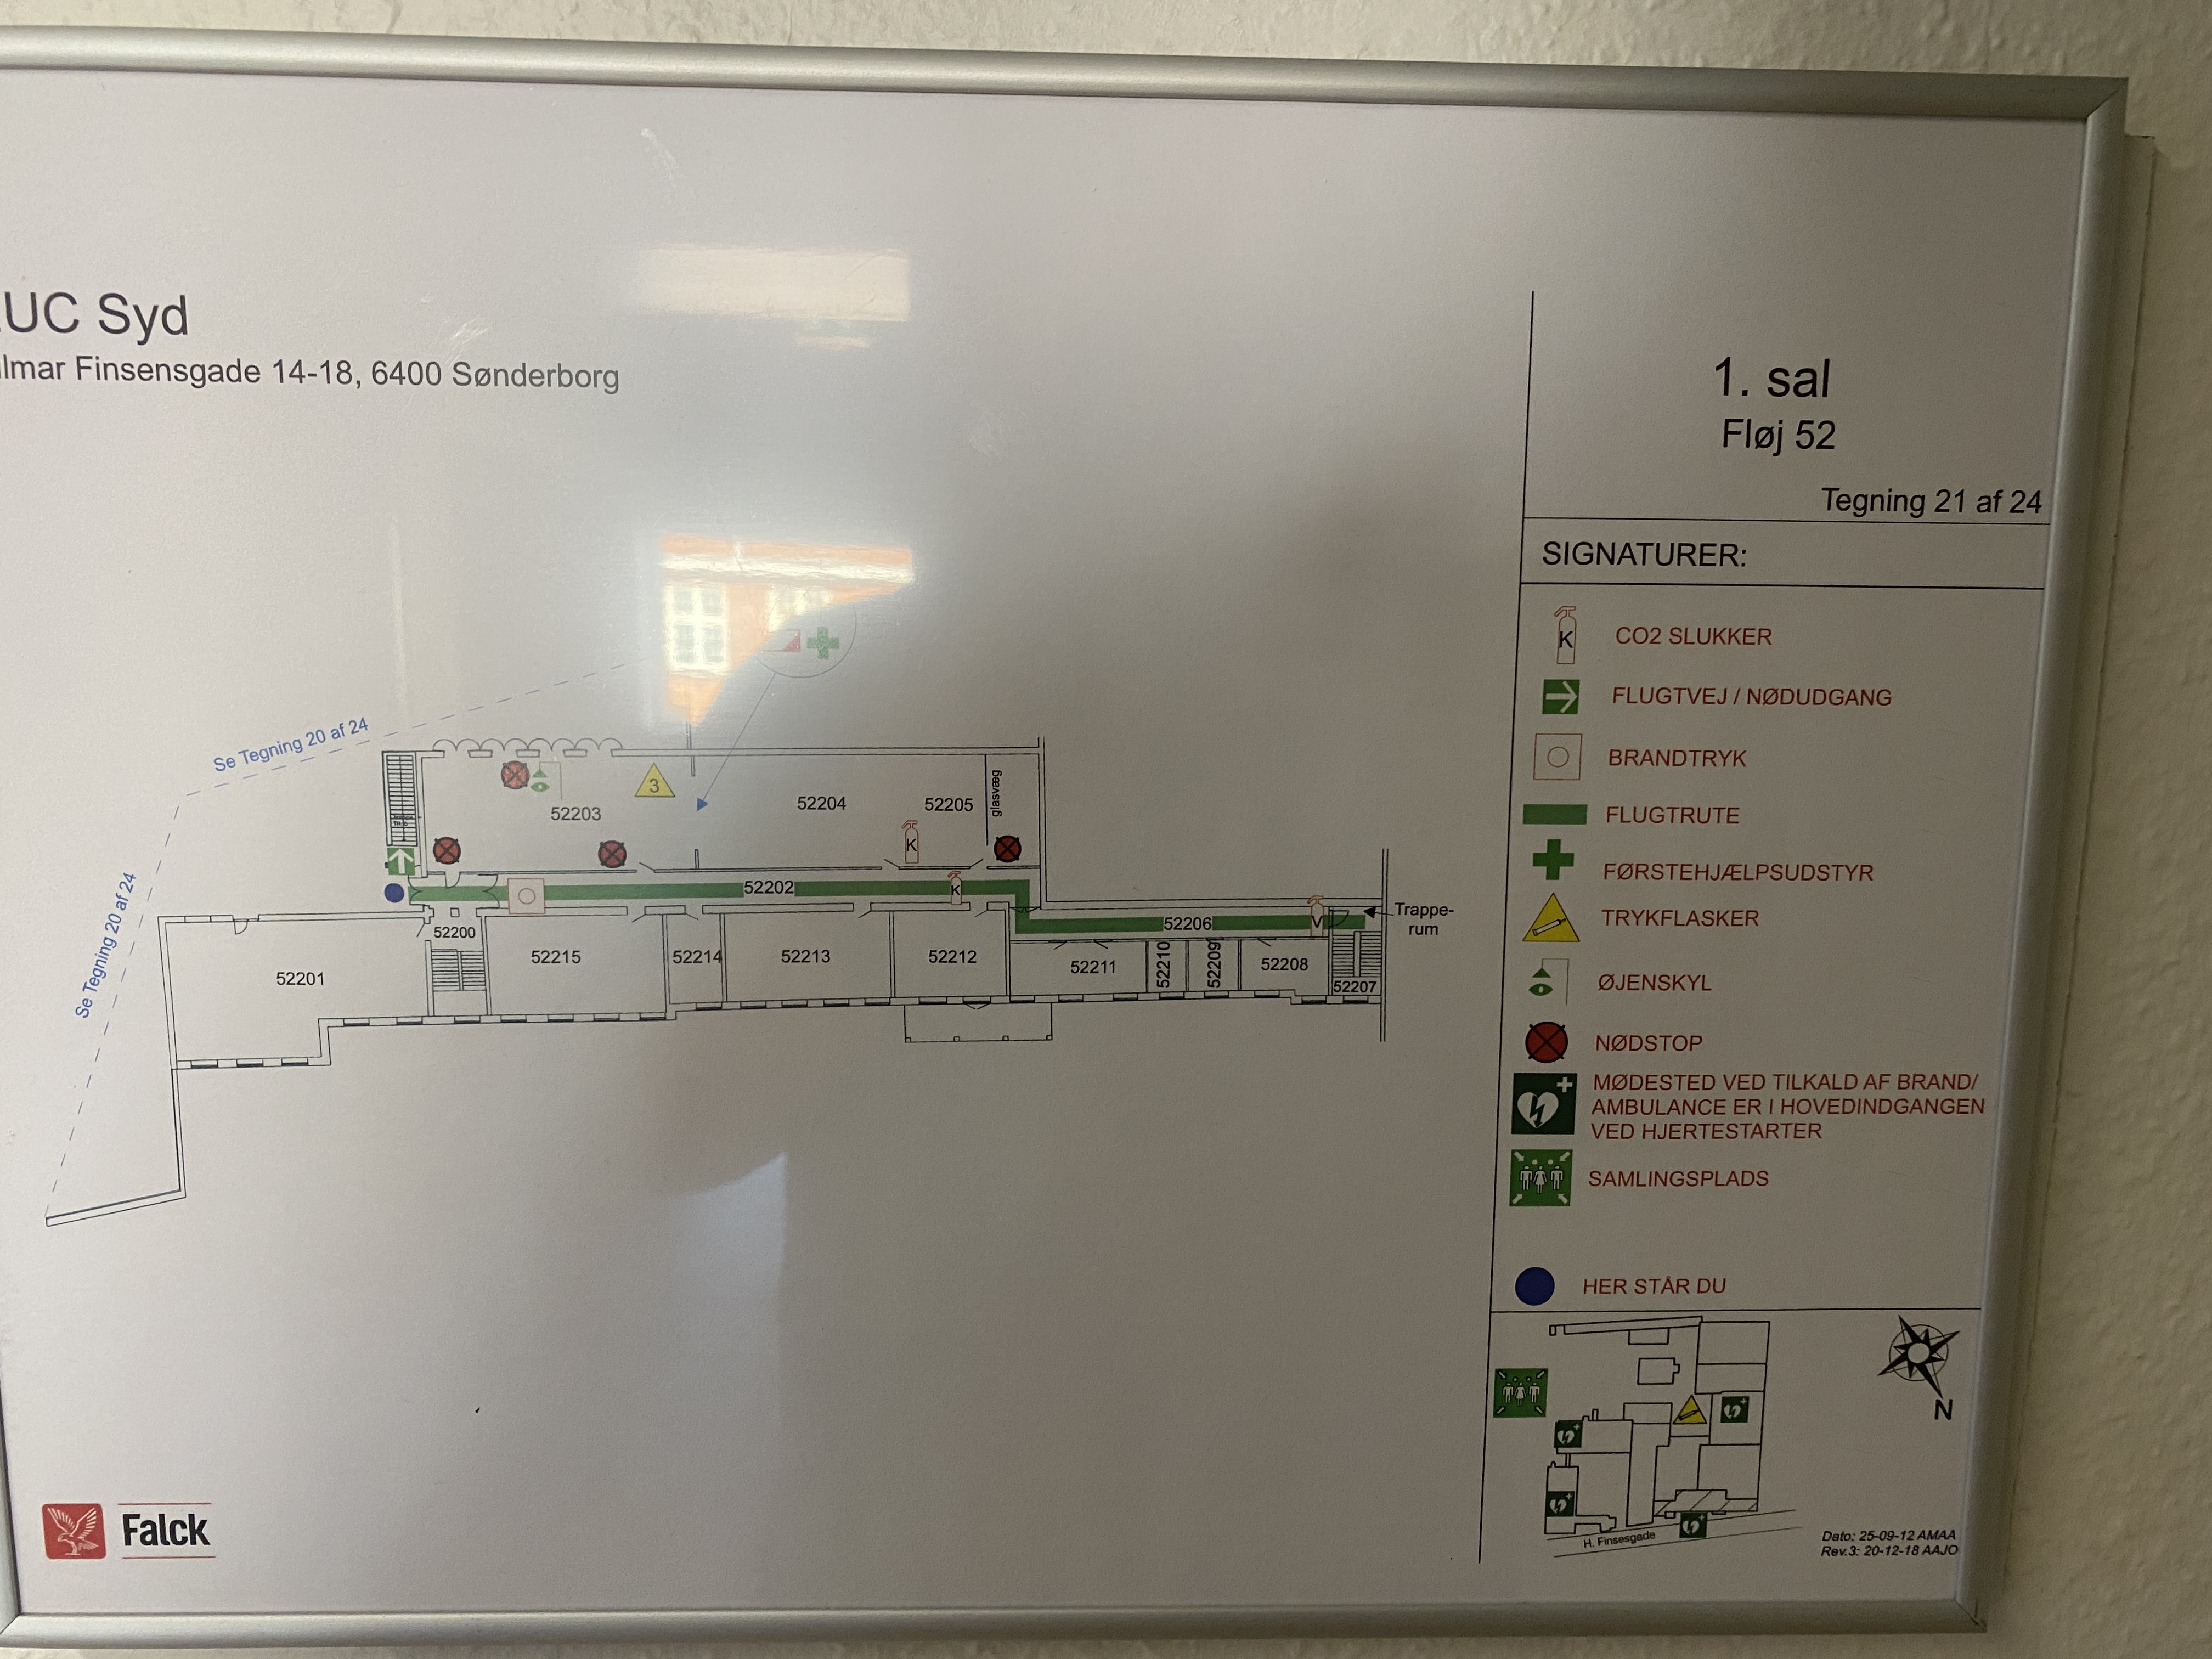 UC Syd
lmar Finsensgade 14-18, 6400 Sønderborg
1. sal
Fløj 52
Tegning 21 af 24
SIGNATURER:
K CO2 SLUKKER
FLUGTVEJ / NØDUDGANG
BRANDTRYK
FLUGTRUTE
FØRSTEHJÆLPSUDSTYR
TRYKFLASKER
ØJENSKYL
NØDSTOP
MØDESTED VED TILKALD AF BRAND/
AMBULANCE ER I HOVEDINDGANGEN
VED HJERTESTARTER
SAMLINGSPLADS
HER STÅR DU
Se Tegning 20 af 24
Se Tegning 20 af 24
3
52203
52204
52205
glasvæg
K
52202
K
52206
V
Trappe-
rum
52200
52201
52215
52214
52213
52212
52211
52210
52209
52208
52207
N
H. Finsesgade
Dato: 25-09-12 AMAA
Rev.3: 20-12-18 AAJO
Falck